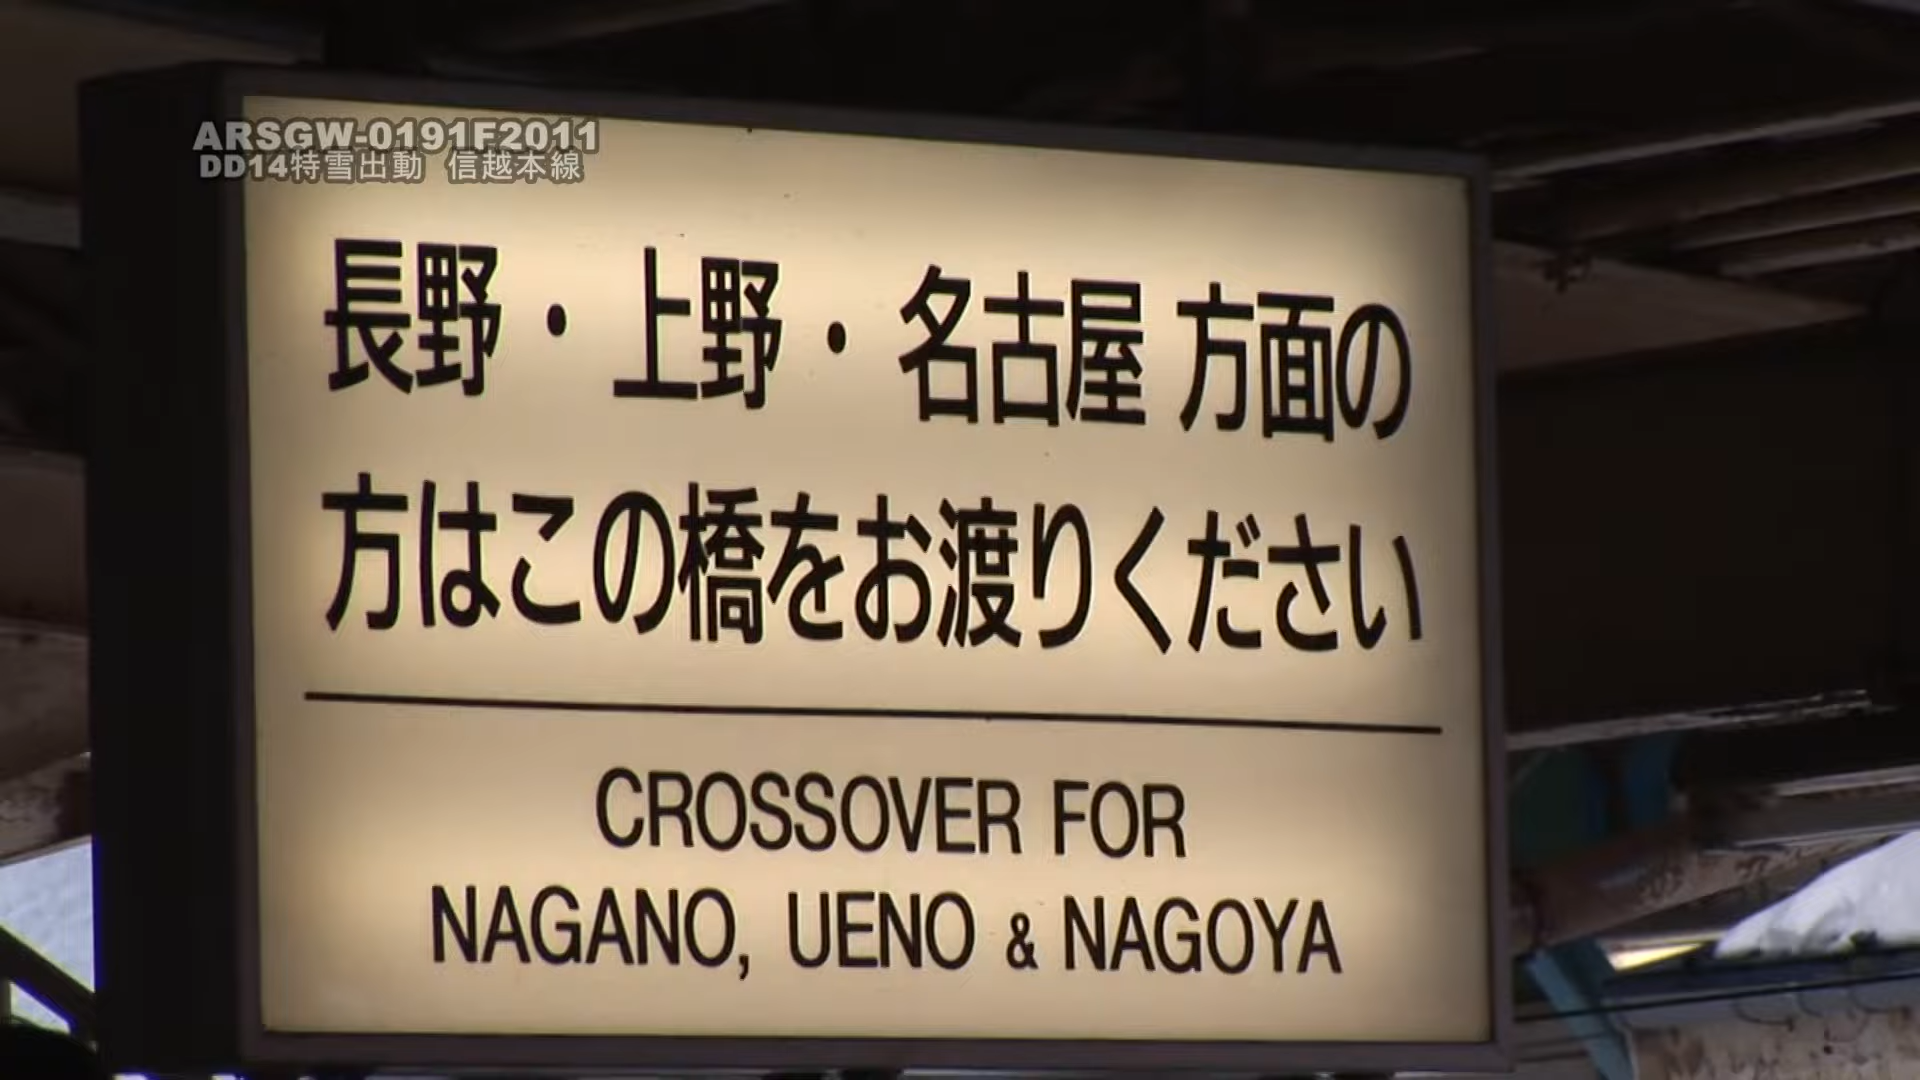 ARSGW-0191F2011
DD14特雪出動 信越本線
長野・上野・名古屋 方面の
方はこの橋をお渡りください
CROSSOVER FOR
NAGANO, UENO & NAGOYA